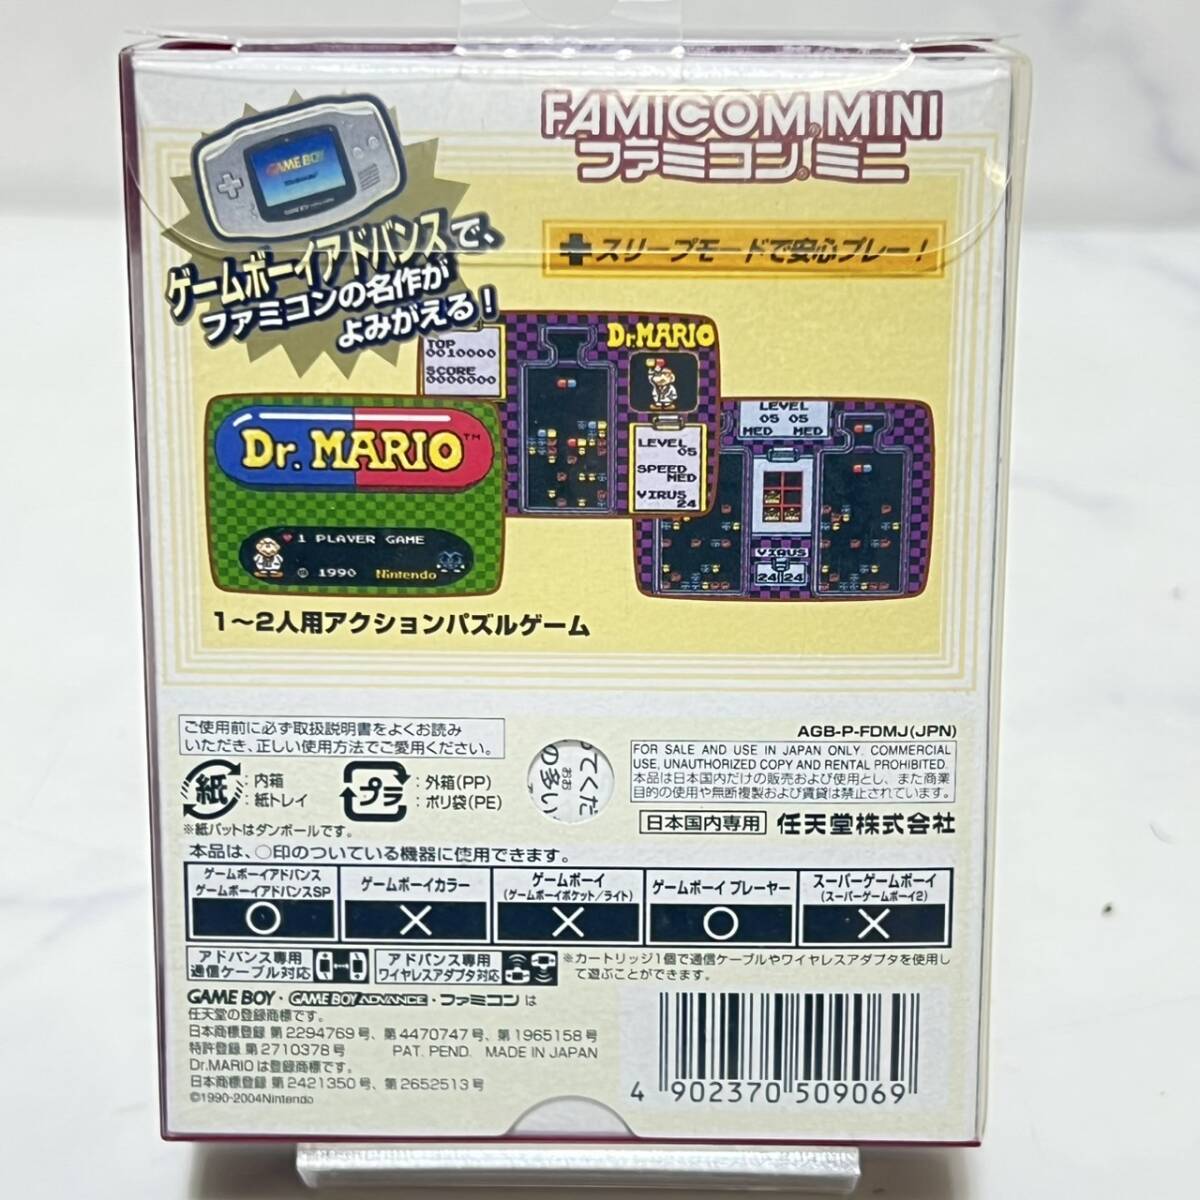 FAMICOM MINI
ファミコン ミニ
GAME BOY
ゲームボーイアドバンスで、
ファミコンの名作が
よみがえる!
スリープモードで安心プレー!
TOP
0010000
SCORE
0000000
Dr.MARIO
LEVEL
05
SPEED
MED
VIRUS
24
Dr.MARIO™
1 PLAYER GAME
© 1990 Nintendo
LEVEL
05 05
MED MED
VIRUS
24 24
1〜2人用アクションパズルゲーム
ご使用前に必ず取扱説明書をよくお読み
いただき、正しい使用方法でご愛用ください。
紙
:内箱
:紙トレイ
プラ
:外箱(PP)
:ポリ袋(PE)
※紙パットはダンボールです。
てくだ
の多い
おお
AGB-P-FDMJ(JPN)
FOR SALE AND USE IN JAPAN ONLY. COMMERCIAL
USE, UNAUTHORIZED COPY AND RENTAL PROHIBITED.
本品は日本国内だけの販売および使用とし、また商業
目的の使用や無断複製および賃貸は禁止されています。
日本国内専用 任天堂株式会社
本品は、○印のついている機器に使用できます。
ゲームボーイアドバンス
ゲームボーイアドバンスSP
○
ゲームボーイカラー
×
ゲームボーイ
(ゲームボーイポケット/ライト)
×
ゲームボーイ プレーヤー
○
スーパーゲームボーイ
(スーパーゲームボーイ2)
×
アドバンス専用
通信ケーブル対応
アドバンス専用
ワイヤレスアダプタ対応
※カートリッジ1個で通信ケーブルやワイヤレスアダプタを使用し
て遊ぶことができます。
GAME BOY・GAME BOY ADVANCE・ファミコン は
任天堂の登録商標です。
日本商標登録 第2294769号、第4470747号、第1965158号
特許登録 第2710378号 PAT. PEND. MADE IN JAPAN
Dr.MARIOは登録商標です。
日本商標登録 第2421350号、第2652513号
©1990-2004Nintendo
4 902370 509069